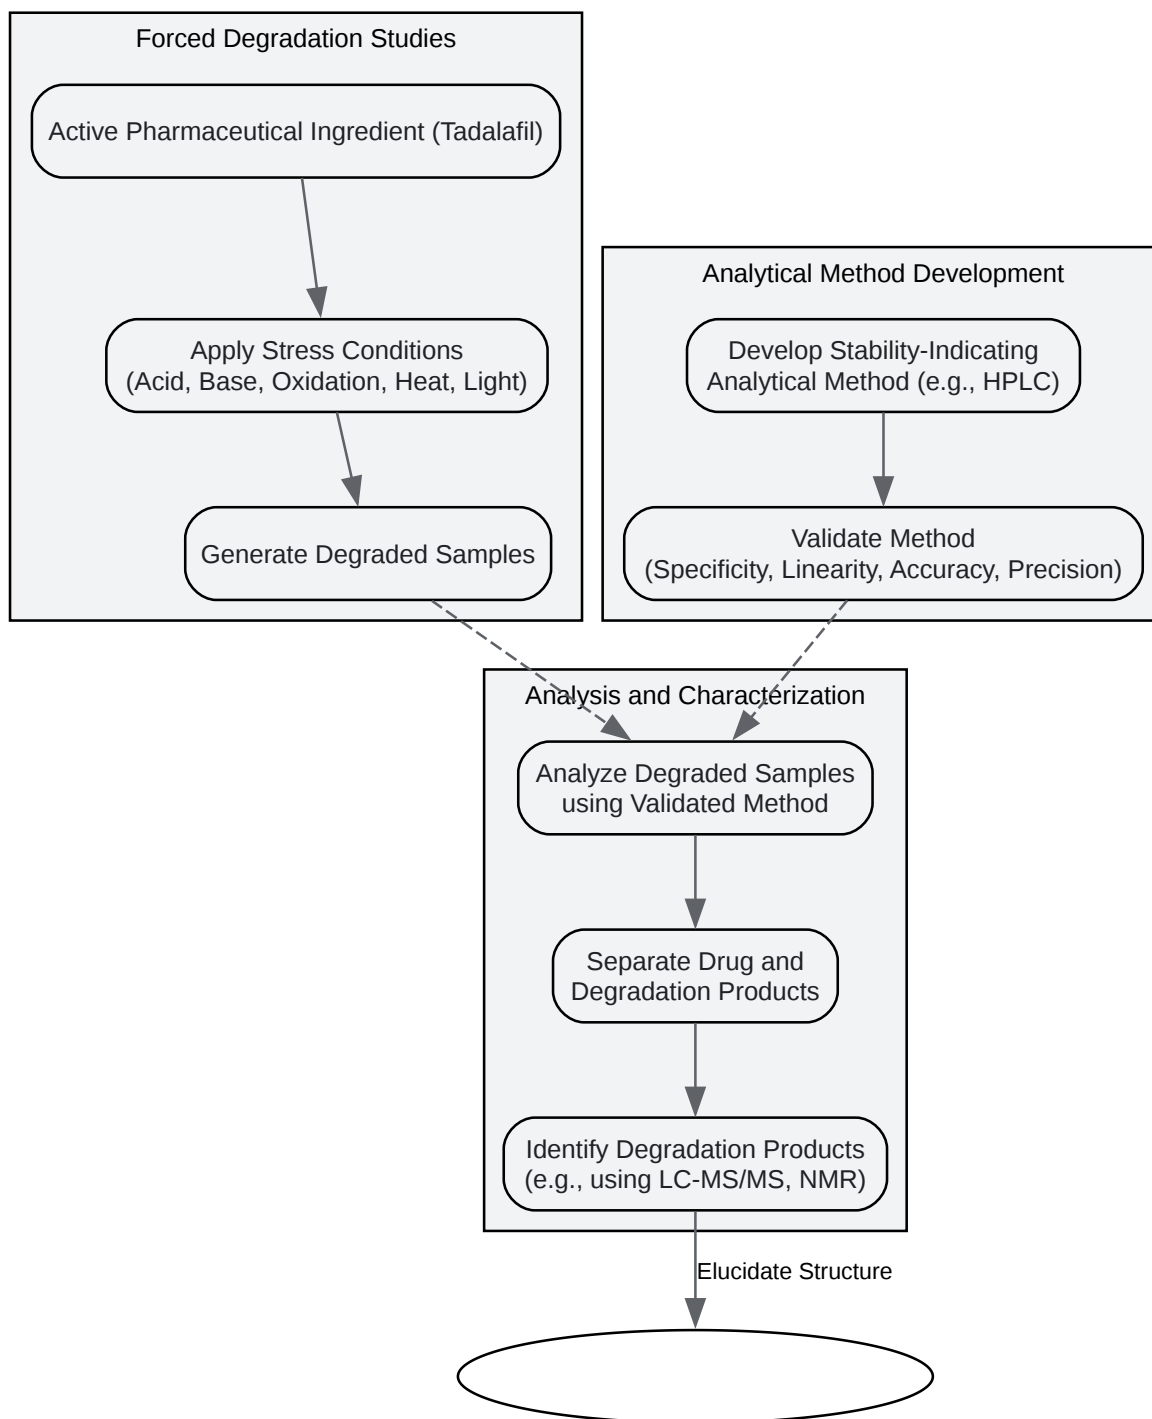 Forced Degradation Studies
Active Pharmaceutical Ingredient (Tadalafil)
Apply Stress Conditions
(Acid, Base, Oxidation, Heat, Light)
Generate Degraded Samples
Analytical Method Development
Develop Stability-Indicating
Analytical Method (e.g., HPLC)
Validate Method
(Specificity, Linearity, Accuracy, Precision)
Analysis and Characterization
Analyze Degraded Samples
using Validated Method
Separate Drug and
Degradation Products
Identify Degradation Products
(e.g., using LC-MS/MS, NMR)
Elucidate Structure